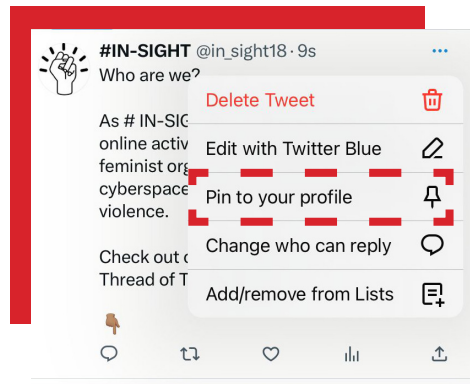 #IN-SIGHT @in_sight18·9s
Who are we?
As # IN-SIG
online activ
feminist org
cyberspace
violence.
Check out
Thread of T
Delete Tweet
Edit with Twitter Blue
Pin to your profile
Change who can reply
Add/remove from Lists